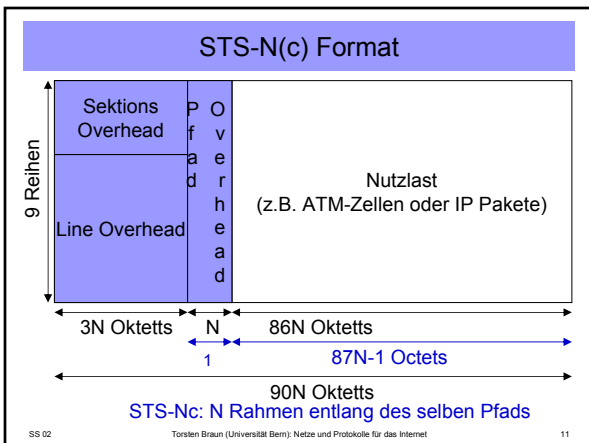 STS-N(c) Format
Sektions
Overhead
Line Overhead
Pfad
Overhead
Nutzlast
(z.B. ATM-Zellen oder IP Pakete)
9 Reihen
3N Oktetts
N
86N Oktetts
1
87N-1 Octets
90N Oktetts
STS-Nc: N Rahmen entlang des selben Pfads
SS 02
Torsten Braun (Universität Bern): Netze und Protokolle für das Internet
11